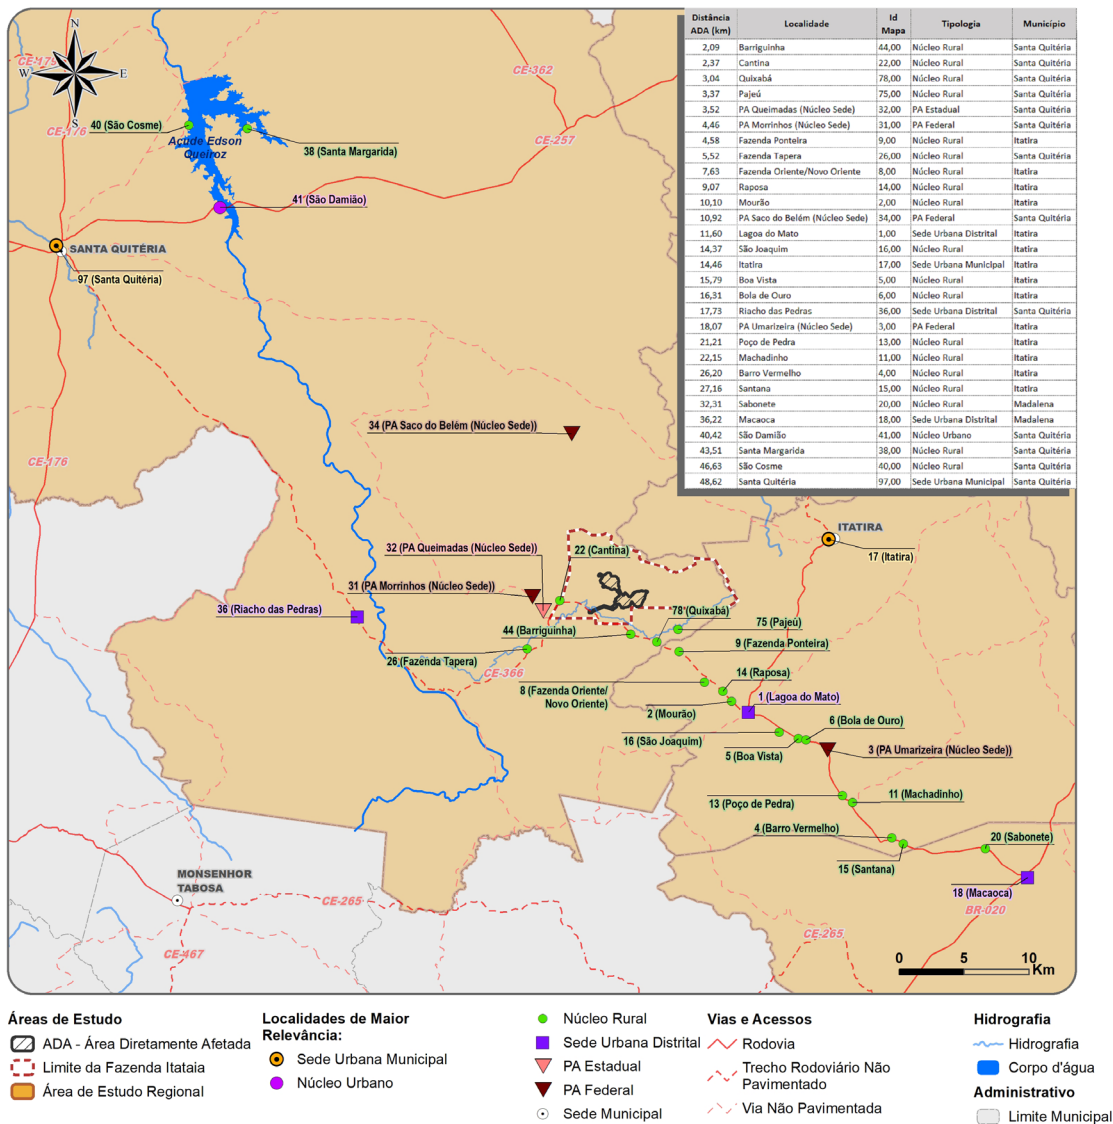 N
W
E
S
CE-179
CE-176
CE-362
CE-257
40 (São Cosme)
Açude Edson
Queiroz
38 (Santa Margarida)
41 (São Damião)
SANTA QUITÉRIA
97 (Santa Quitéria)
CE-176
34 (PA Saco do Belém (Núcleo Sede))
ITATIRA
17 (Itatira)
32 (PA Queimadas (Núcleo Sede))
22 (Cantina)
31 (PA Morrinhos (Núcleo Sede))
36 (Riacho das Pedras)
78 (Quixabá)
75 (Pajeú)
44 (Barriguinha)
9 (Fazenda Ponteira)
26 (Fazenda Tapera)
CE-366
14 (Raposa)
8 (Fazenda Oriente/
Novo Oriente)
1 (Lagoa do Mato)
2 (Mourão)
6 (Bola de Ouro)
16 (São Joaquim)
5 (Boa Vista)
3 (PA Umarizeira (Núcleo Sede))
13 (Poço de Pedra)
11 (Machadinho)
4 (Barro Vermelho)
20 (Sabonete)
15 (Santana)
18 (Macaoca)
BR-020
MONSENHOR
TABOSA
CE-265
CE-265
CE-467
0 5 10
Km
Distância ADA (km) Localidade Id Mapa Tipologia Município
2,09 Barriguinha 44,00 Núcleo Rural Santa Quitéria
2,37 Cantina 22,00 Núcleo Rural Santa Quitéria
3,04 Quixabá 78,00 Núcleo Rural Santa Quitéria
3,37 Pajeú 75,00 Núcleo Rural Santa Quitéria
3,52 PA Queimadas (Núcleo Sede) 32,00 PA Estadual Santa Quitéria
4,46 PA Morrinhos (Núcleo Sede) 31,00 PA Federal Santa Quitéria
4,58 Fazenda Ponteira 9,00 Núcleo Rural Itatira
5,52 Fazenda Tapera 26,00 Núcleo Rural Santa Quitéria
7,63 Fazenda Oriente/Novo Oriente 8,00 Núcleo Rural Itatira
9,07 Raposa 14,00 Núcleo Rural Itatira
10,10 Mourão 2,00 Núcleo Rural Itatira
10,92 PA Saco do Belém (Núcleo Sede) 34,00 PA Federal Santa Quitéria
11,60 Lagoa do Mato 1,00 Sede Urbana Distrital Itatira
14,37 São Joaquim 16,00 Núcleo Rural Itatira
14,46 Itatira 17,00 Sede Urbana Municipal Itatira
15,79 Boa Vista 5,00 Núcleo Rural Itatira
16,31 Bola de Ouro 6,00 Núcleo Rural Itatira
17,73 Riacho das Pedras 36,00 Sede Urbana Distrital Santa Quitéria
18,07 PA Umarizeira (Núcleo Sede) 3,00 PA Federal Itatira
21,21 Poço de Pedra 13,00 Núcleo Rural Itatira
22,15 Machadinho 11,00 Núcleo Rural Itatira
26,20 Barro Vermelho 4,00 Núcleo Rural Itatira
27,16 Santana 15,00 Núcleo Rural Itatira
32,31 Sabonete 20,00 Núcleo Rural Madalena
36,22 Macaoca 18,00 Sede Urbana Distrital Madalena
40,42 São Damião 41,00 Núcleo Urbano Santa Quitéria
43,51 Santa Margarida 38,00 Núcleo Rural Santa Quitéria
46,63 São Cosme 40,00 Núcleo Rural Santa Quitéria
48,62 Santa Quitéria 97,00 Sede Urbana Municipal Santa Quitéria
Áreas de Estudo
ADA - Área Diretamente Afetada
Limite da Fazenda Itataia
Área de Estudo Regional
Localidades de Maior
Relevância:
Sede Urbana Municipal
Núcleo Urbano
Núcleo Rural
Sede Urbana Distrital
PA Estadual
PA Federal
Sede Municipal
Vias e Acessos
Rodovia
Trecho Rodoviário Não
Pavimentado
Via Não Pavimentada
Hidrografia
Hidrografia
Corpo d'água
Administrativo
Limite Municipal